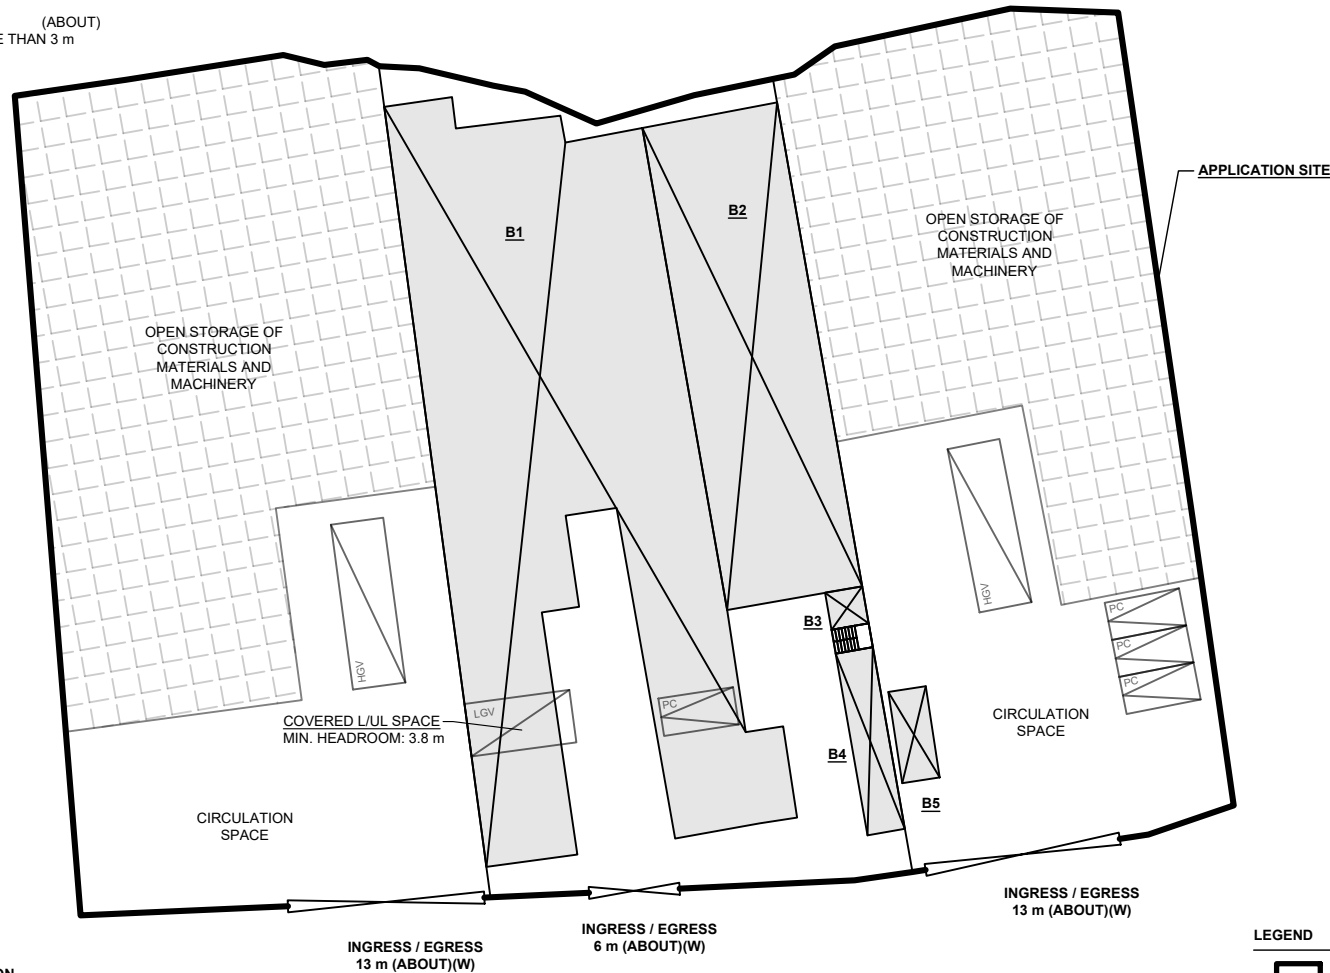 (ABOUT)
E THAN 3 m
APPLICATION SITE
B1
B2
OPEN STORAGE OF
CONSTRUCTION
MATERIALS AND
MACHINERY
OPEN STORAGE OF
CONSTRUCTION
MATERIALS AND
MACHINERY
HGV
HGV
B3
PC
PC
PC
LGV
PC
COVERED L/UL SPACE
MIN. HEADROOM: 3.8 m
CIRCULATION
SPACE
B4
B5
CIRCULATION
SPACE
INGRESS / EGRESS
13 m (ABOUT)(W)
INGRESS / EGRESS
6 m (ABOUT)(W)
INGRESS / EGRESS
13 m (ABOUT)(W)
LEGEND
ON